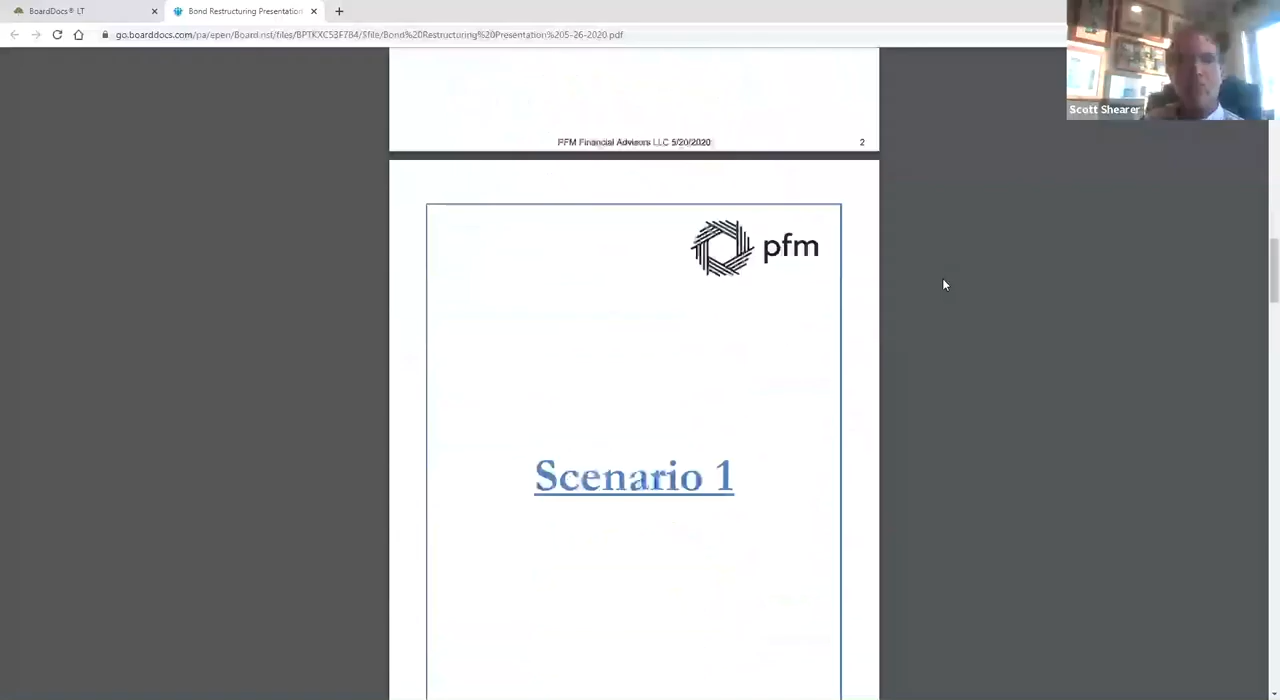 BoardDocs® LT
Bond Restructuring Presentation
go.boarddocs.com/pa/epen/Board.nsf/files/BPTKXC53F784/$file/Bond%20Restructuring%20Presentation%205-26-2020.pdf
Scott Shearer
PFM Financial Advisors LLC 5/20/2020 2
pfm
Scenario 1